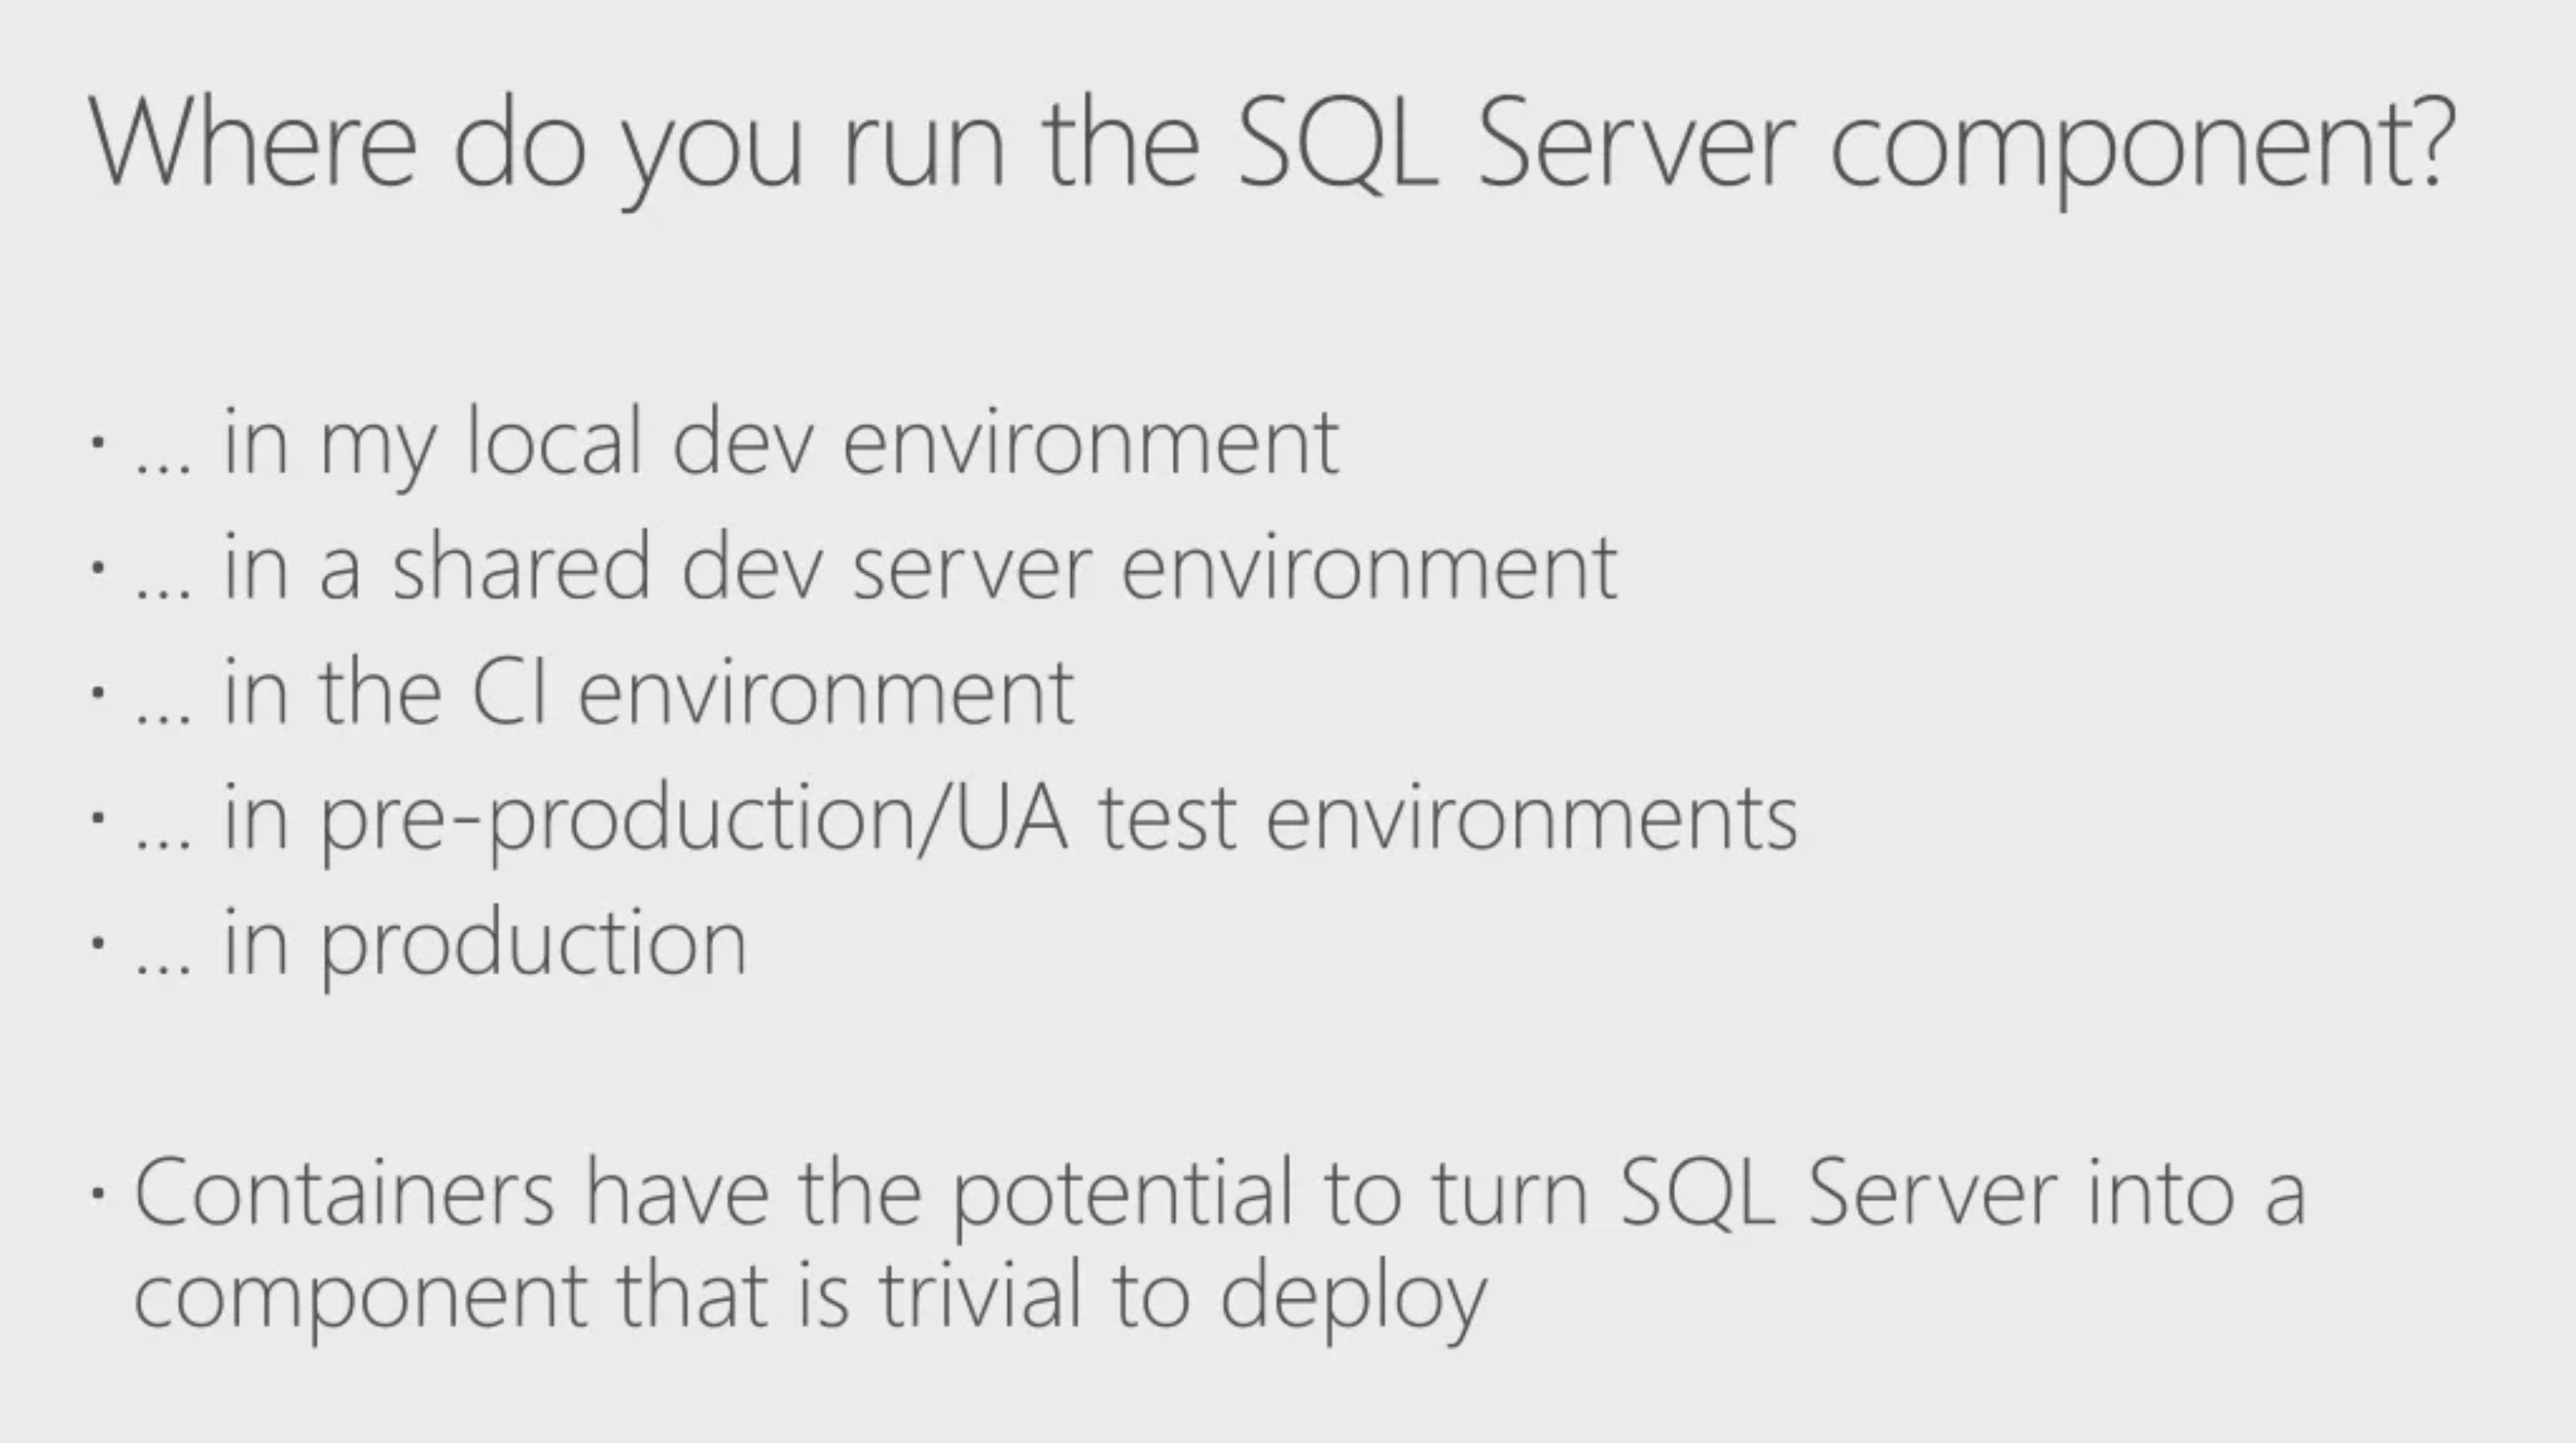 Where do you run the SQL Server component?
• ... in my local dev environment
• ... in a shared dev server environment
• ... in the CI environment
• ... in pre-production/UA test environments
• ... in production
• Containers have the potential to turn SQL Server into a
component that is trivial to deploy